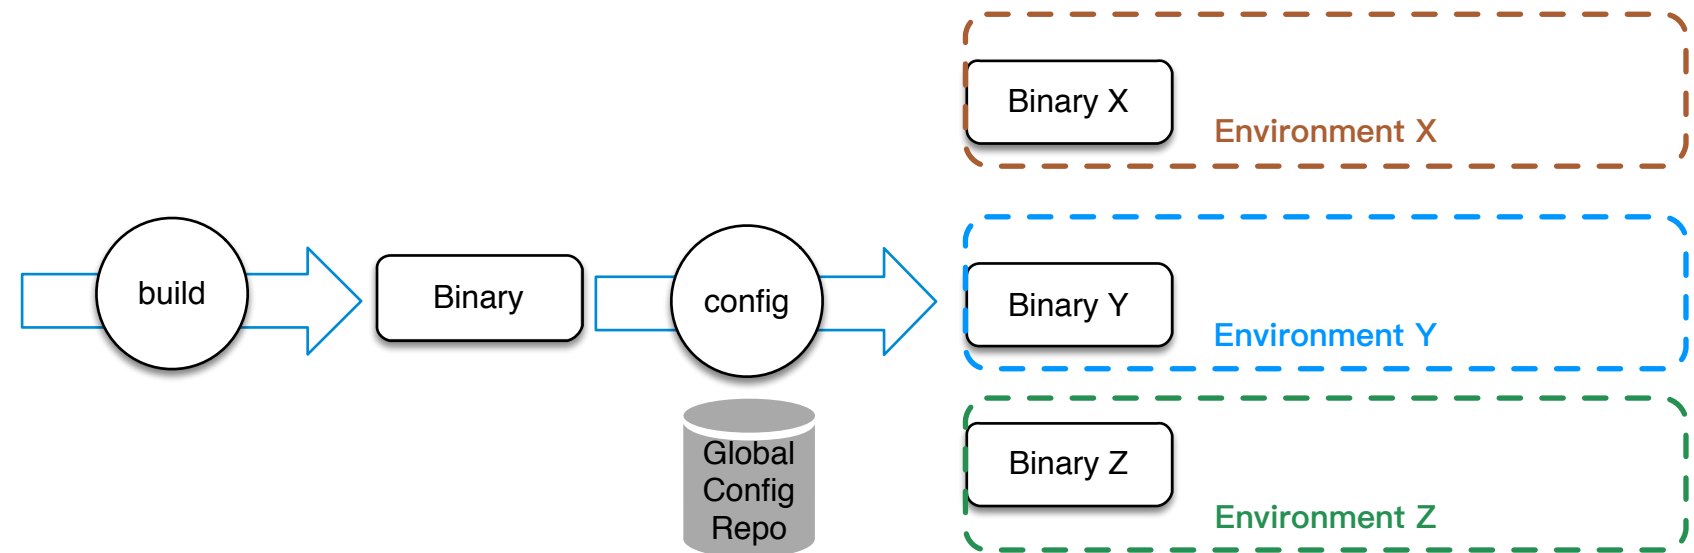 Binary X
Environment X
build
Binary
config
Binary Y
Environment Y
Global
Config
Repo
Binary Z
Environment Z